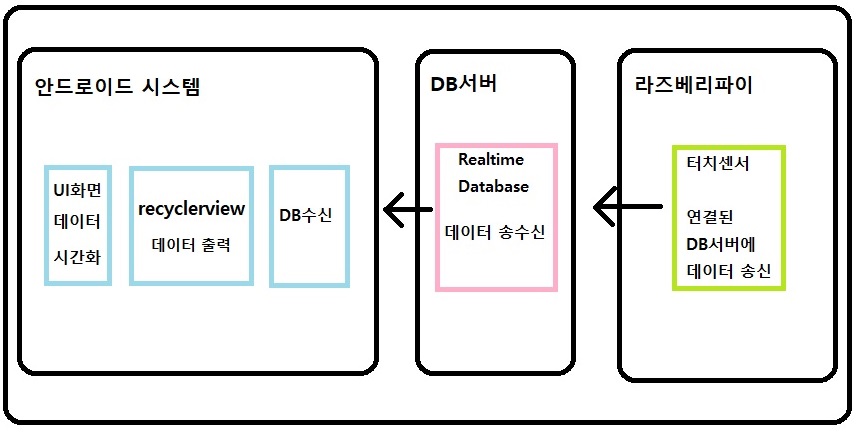 안드로이드 시스템
UI화면
데이터
시간화
recyclerview
데이터 출력
DB수신
DB서버
Realtime
Database
데이터 송수신
라즈베리파이
터치센서
연결된
DB서버에
데이터 송신